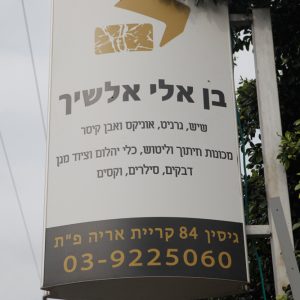 בן אלי אלשיך
שיש, גרניט, אוניקס ואבן קיסר
מכונות חיתוך וליטוש, כלי יהלום וציוד מגן
דבקים, סילרים, וקסים
גיסין 84 קריית אריה פ"ת
03-9225060